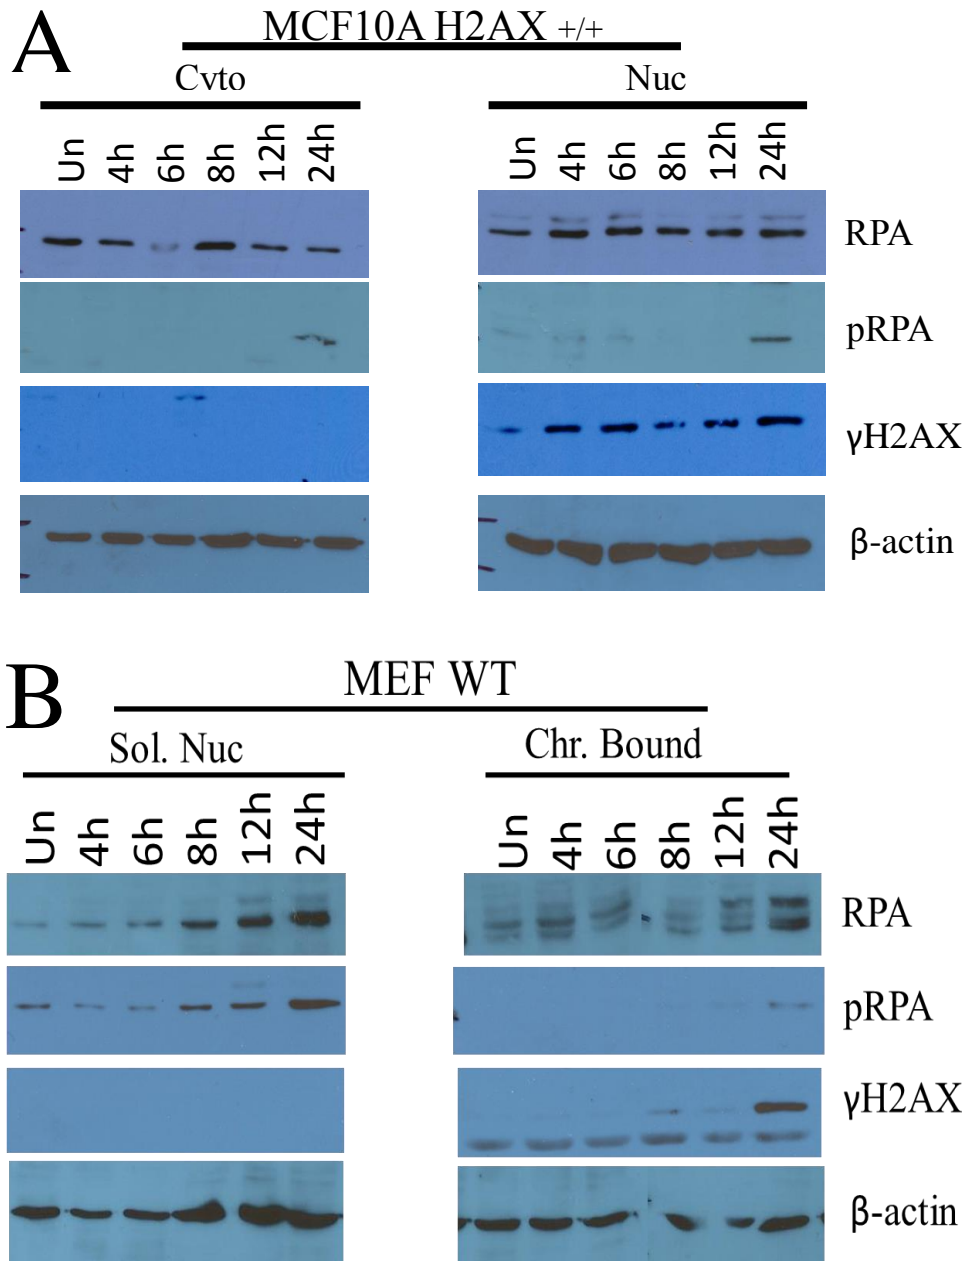 A
MCF10A H2AX +/+
Cyto Nuc
Un 4h 6h 8h 12h 24h Un 4h 6h 8h 12h 24h
RPA
pRPA
γH2AX
β-actin
B
MEF WT
Sol. Nuc Chr. Bound
Un 4h 6h 8h 12h 24h Un 4h 6h 8h 12h 24h
RPA
pRPA
γH2AX
β-actin